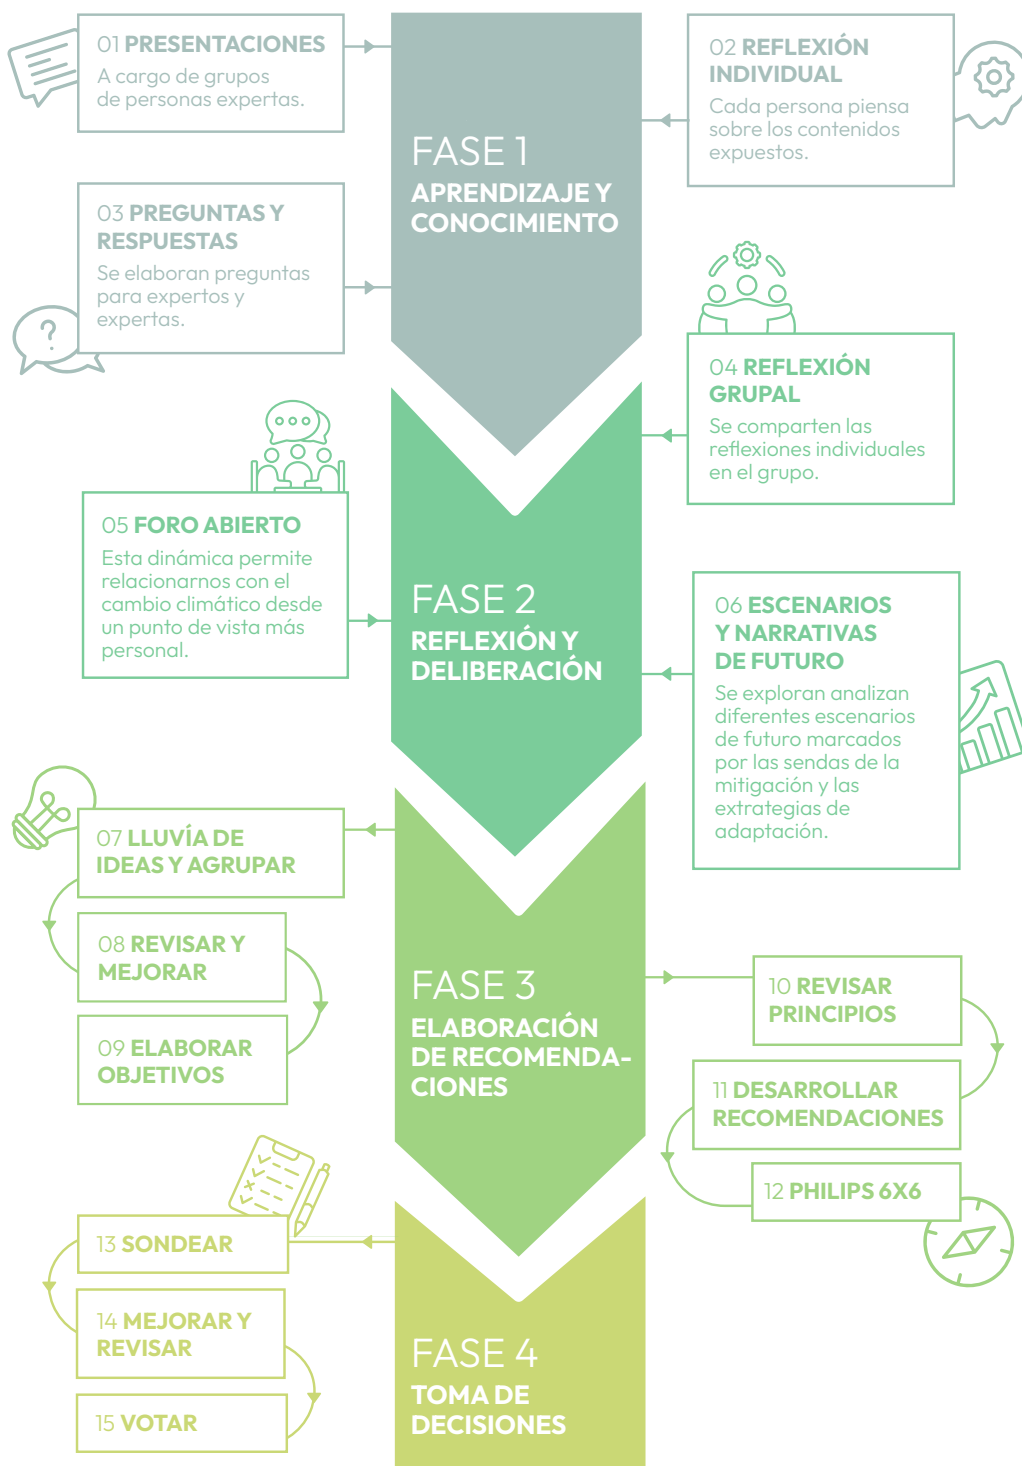 01 PRESENTACIONES
A cargo de grupos
de personas expertas.
02 REFLEXIÓN
INDIVIDUAL
Cada persona piensa
sobre los contenidos
expuestos.
FASE 1
APRENDIZAJE Y
CONOCIMIENTO
03 PREGUNTAS Y
RESPUESTAS
Se elaboran preguntas
para expertos y
expertas.
?
04 REFLEXIÓN
GRUPAL
Se comparten las
reflexiones individuales
en el grupo.
05 FORO ABIERTO
Esta dinámica permite
relacionarnos con el
cambio climático desde
un punto de vista más
personal.
FASE 2
REFLEXIÓN Y
DELIBERACIÓN
06 ESCENARIOS
Y NARRATIVAS
DE FUTURO
Se exploran analizan
diferentes escenarios
de futuro marcados
por las sendas de la
mitigación y las
extrategias de
adaptación.
07 LLUVÍA DE
IDEAS Y AGRUPAR
08 REVISAR Y
MEJORAR
09 ELABORAR
OBJETIVOS
FASE 3
ELABORACIÓN
DE RECOMENDA-
CIONES
10 REVISAR
PRINCIPIOS
11 DESARROLLAR
RECOMENDACIONES
12 PHILIPS 6X6
13 SONDEAR
14 MEJORAR Y
REVISAR
15 VOTAR
FASE 4
TOMA DE
DECISIONES